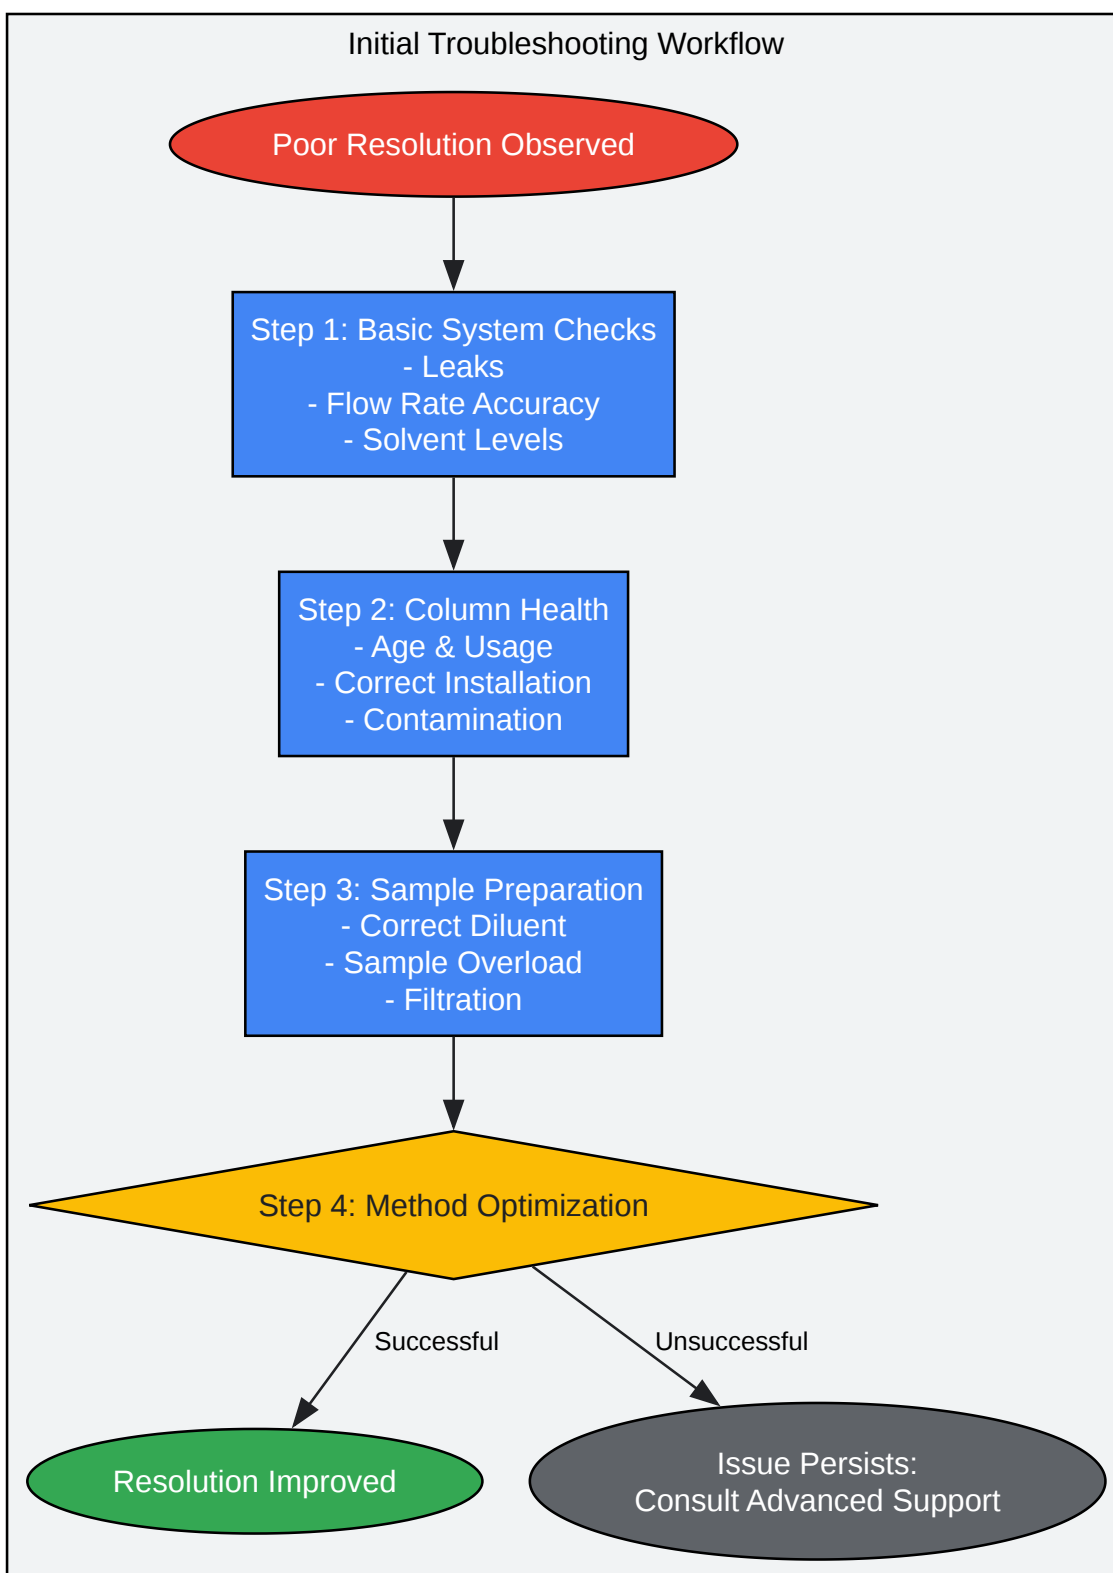 Initial Troubleshooting Workflow
Poor Resolution Observed
Step 1: Basic System Checks
- Leaks
- Flow Rate Accuracy
- Solvent Levels
Step 2: Column Health
- Age & Usage
- Correct Installation
- Contamination
Step 3: Sample Preparation
- Correct Diluent
- Sample Overload
- Filtration
Step 4: Method Optimization
Successful
Unsuccessful
Resolution Improved
Issue Persists:
Consult Advanced Support